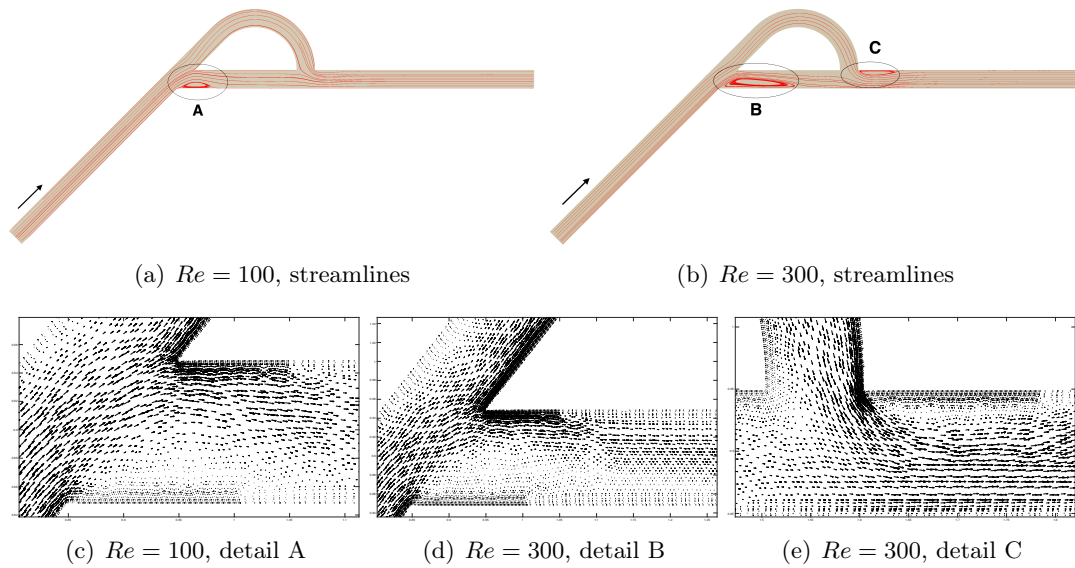 A
B
C
(a) Re = 100, streamlines
(b) Re = 300, streamlines
(c) Re = 100, detail A
(d) Re = 300, detail B
(e) Re = 300, detail C